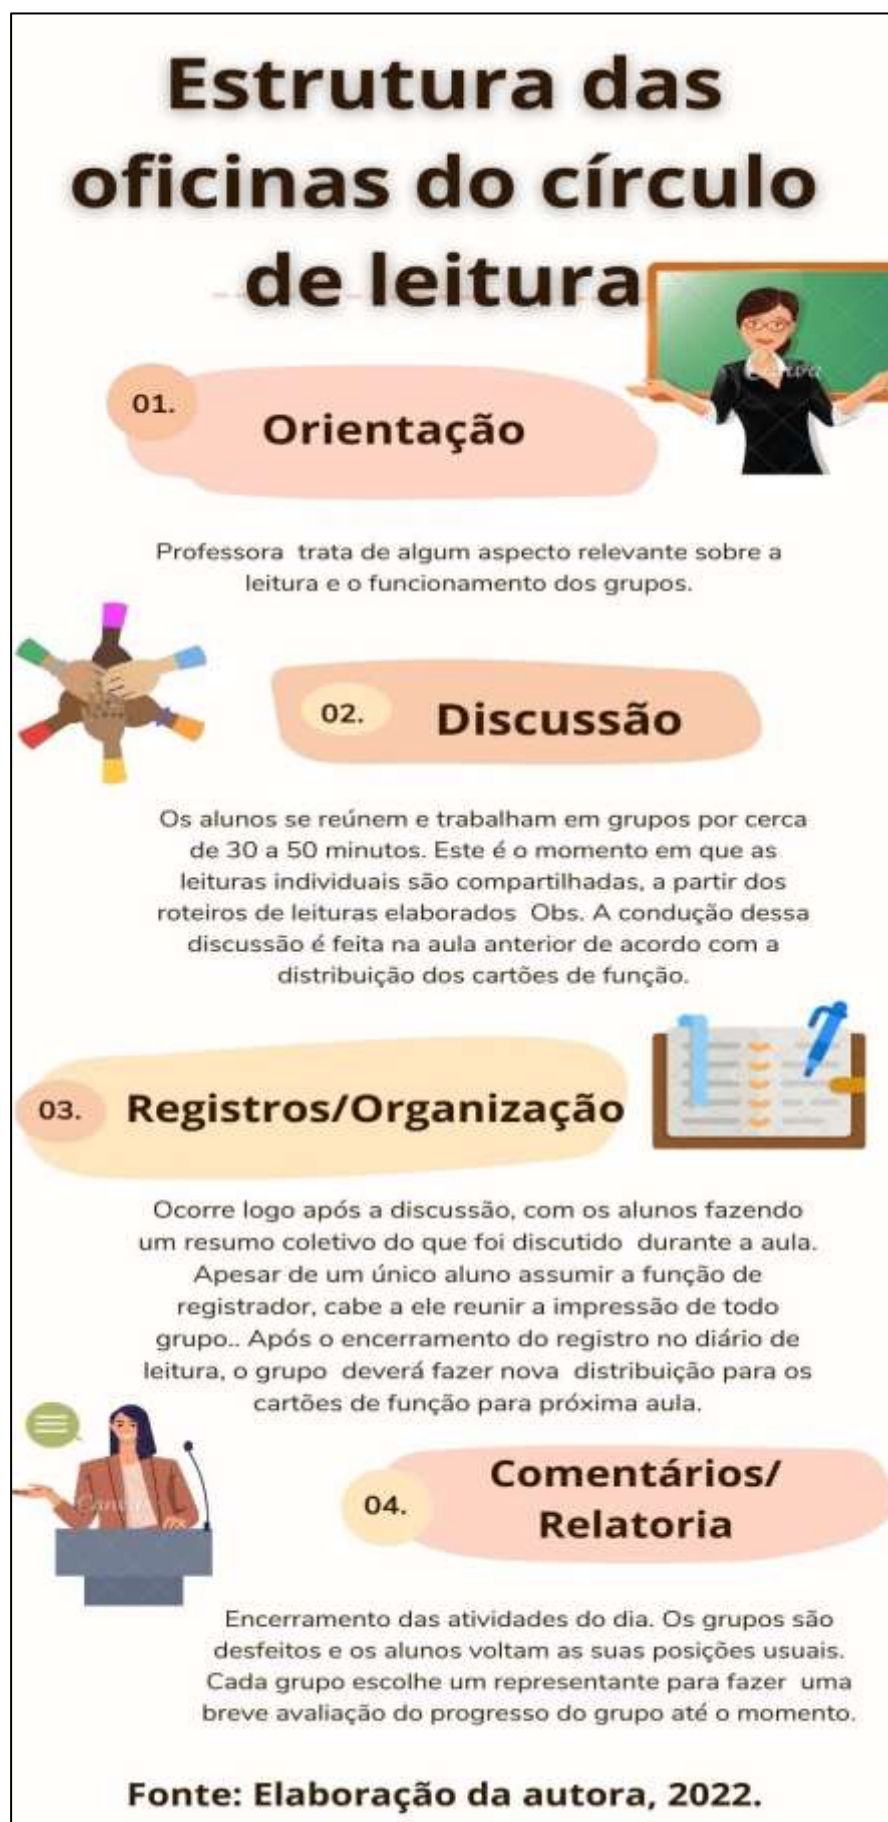 Estrutura das
oficinas do círculo
de leitura
01.
Orientação
Canva
Professora trata de algum aspecto relevante sobre a
leitura e o funcionamento dos grupos.
02.
Discussão
Os alunos se reúnem e trabalham em grupos por cerca
de 30 a 50 minutos. Este é o momento em que as
leituras individuais são compartilhadas, a partir dos
roteiros de leituras elaborados Obs. A condução dessa
discussão é feita na aula anterior de acordo com a
distribuição dos cartões de função.
03.
Registros/Organização
Ocorre logo após a discussão, com os alunos fazendo
um resumo coletivo do que foi discutido durante a aula.
Apesar de um único aluno assumir a função de
registrador, cabe a ele reunir a impressão de todo
grupo.. Após o encerramento do registro no diário de
leitura, o grupo deverá fazer nova distribuição para os
cartões de função para próxima aula.
Canva
04.
Comentários/
Relatoria
Encerramento das atividades do dia. Os grupos são
desfeitos e os alunos voltam as suas posições usuais.
Cada grupo escolhe um representante para fazer uma
breve avaliação do progresso do grupo até o momento.
Fonte: Elaboração da autora, 2022.